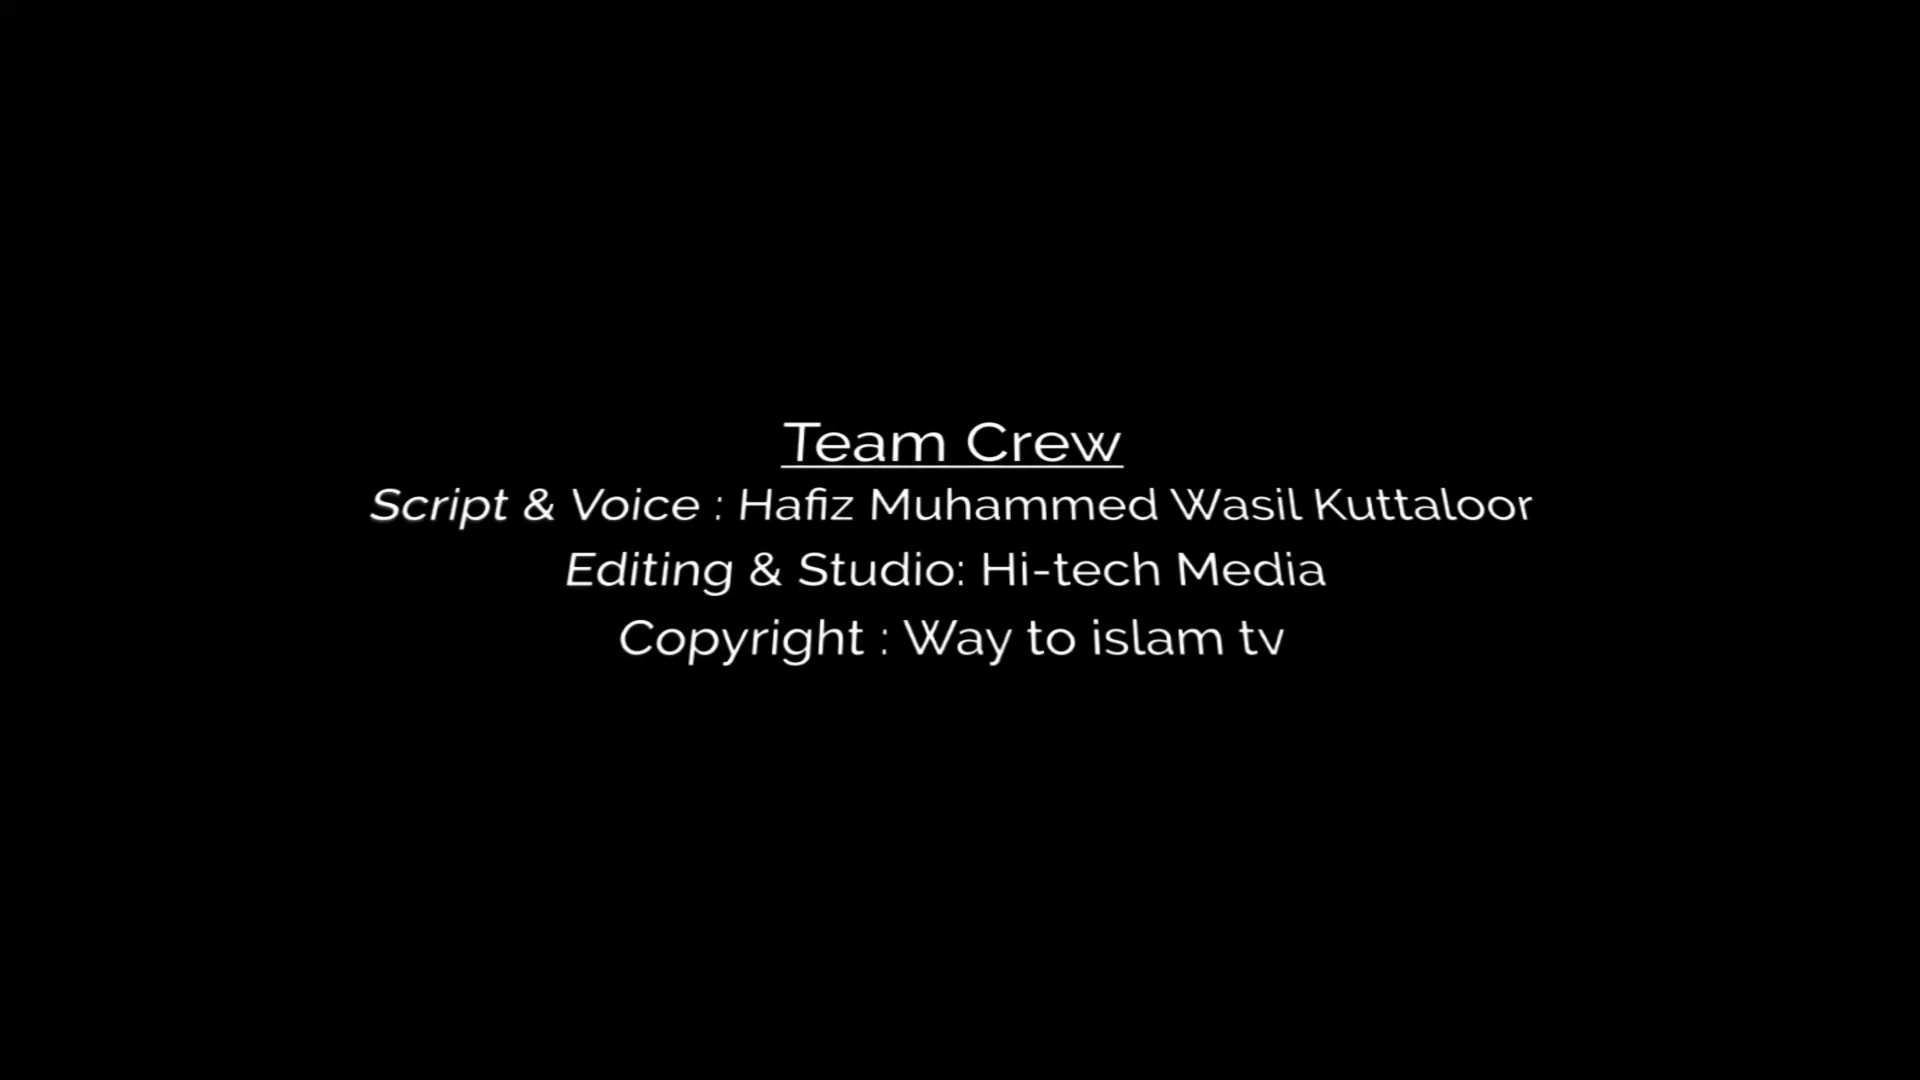 Team Crew
Script & Voice : Hafiz Muhammed Wasil Kuttaloor
Editing & Studio: Hi-tech Media
Copyright : Way to islam tv